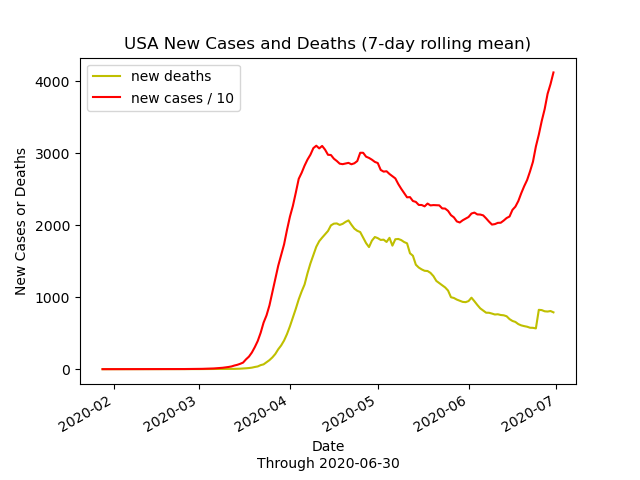 USA New Cases and Deaths (7-day rolling mean)
new deaths
new cases / 10
4000
3000
2000
1000
0
New Cases or Deaths
2020-02
2020-03
2020-04
2020-05
2020-06
2020-07
Date
Through 2020-06-30